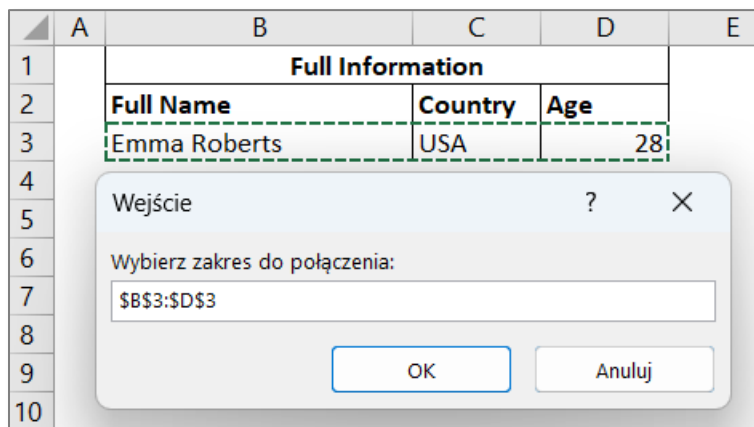 A B C D E
1 Full Information
2 Full Name Country Age
3 Emma Roberts USA 28
4
Wejście ? ×
5
6 Wybierz zakres do połączenia:
7 $B$3:$D$3
8
9 OK Anuluj
10